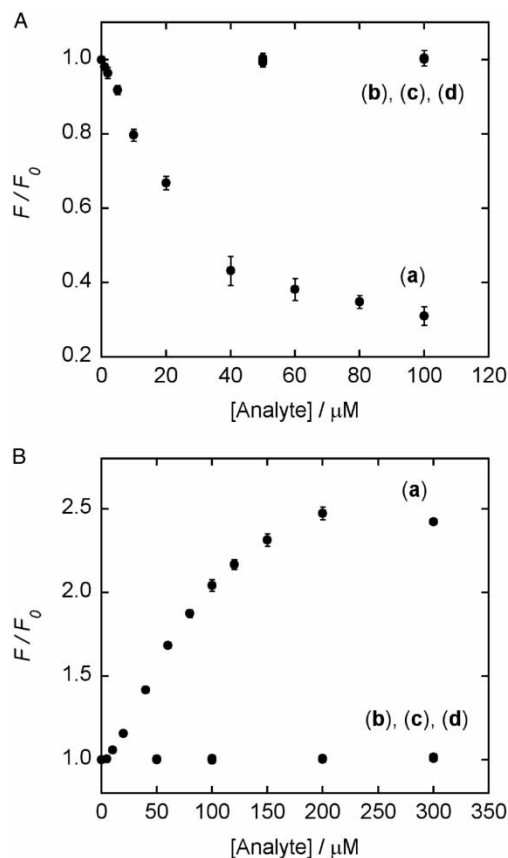 A
1.0
(b), (c), (d)
0.8
F / F0
0.6
0.4
(a)
0.2
0 20 40 60 80 100 120
[Analyte] / μM
B
(a)
2.5
2.0
F / F0
1.5
(b), (c), (d)
1.0
0 50 100 150 200 250 300 350
[Analyte] / μM